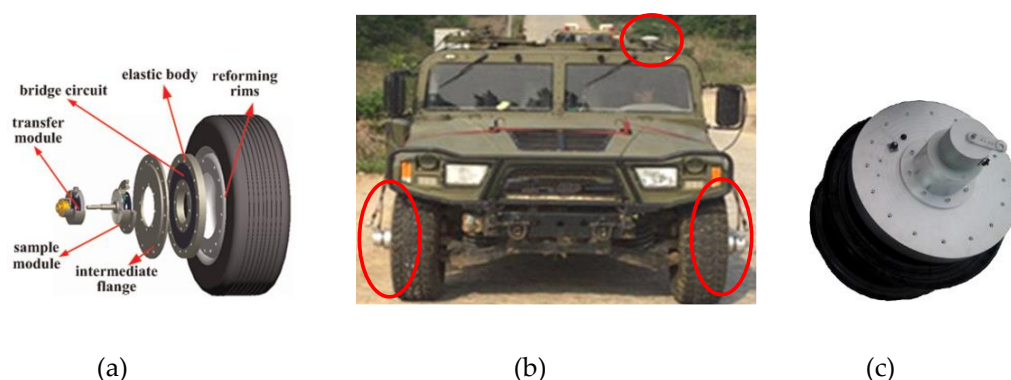 elastic body
reforming
rims
bridge circuit
transfer
module
sample
module
intermediate
flange
(a)
(b)
(c)